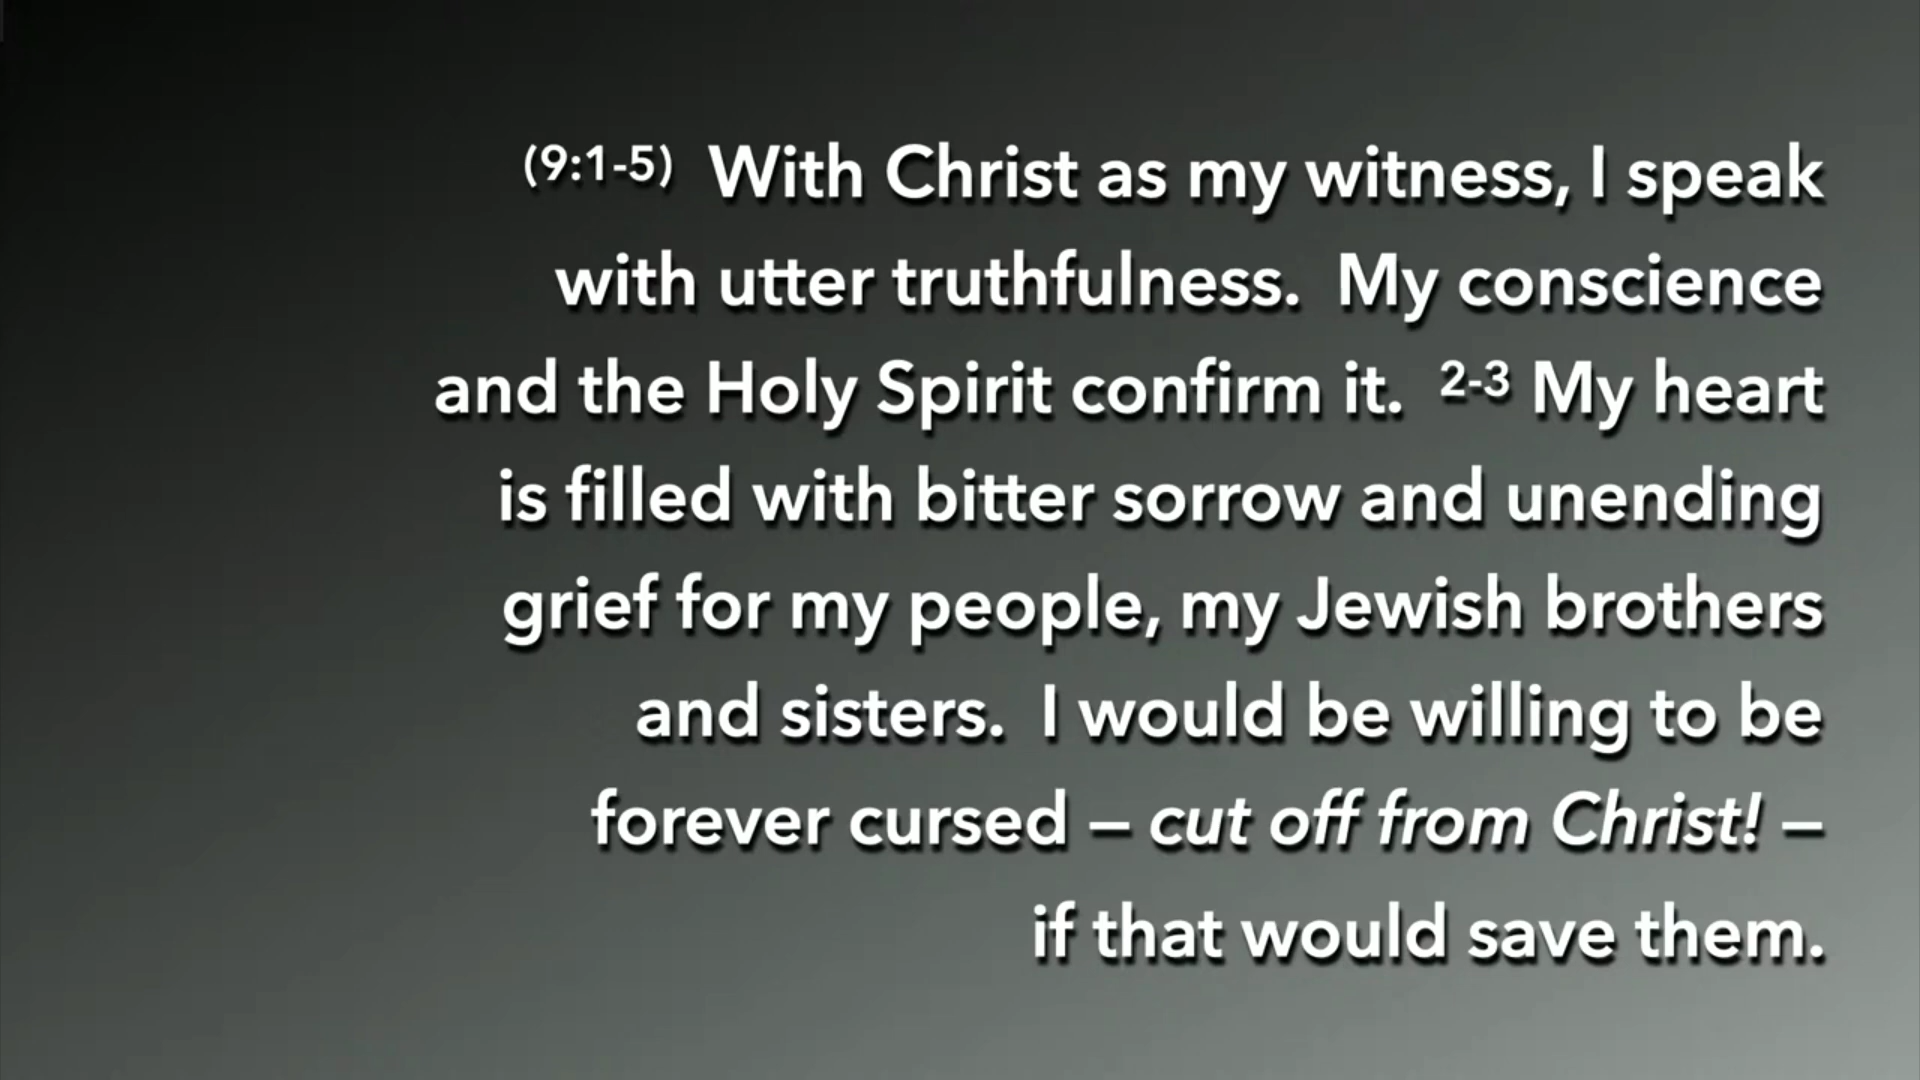 (9:1-5) With Christ as my witness, I speak
with utter truthfulness. My conscience
and the Holy Spirit confirm it. 2-3 My heart
is filled with bitter sorrow and unending
grief for my people, my Jewish brothers
and sisters. I would be willing to be
forever cursed – cut off from Christ! –
if that would save them.